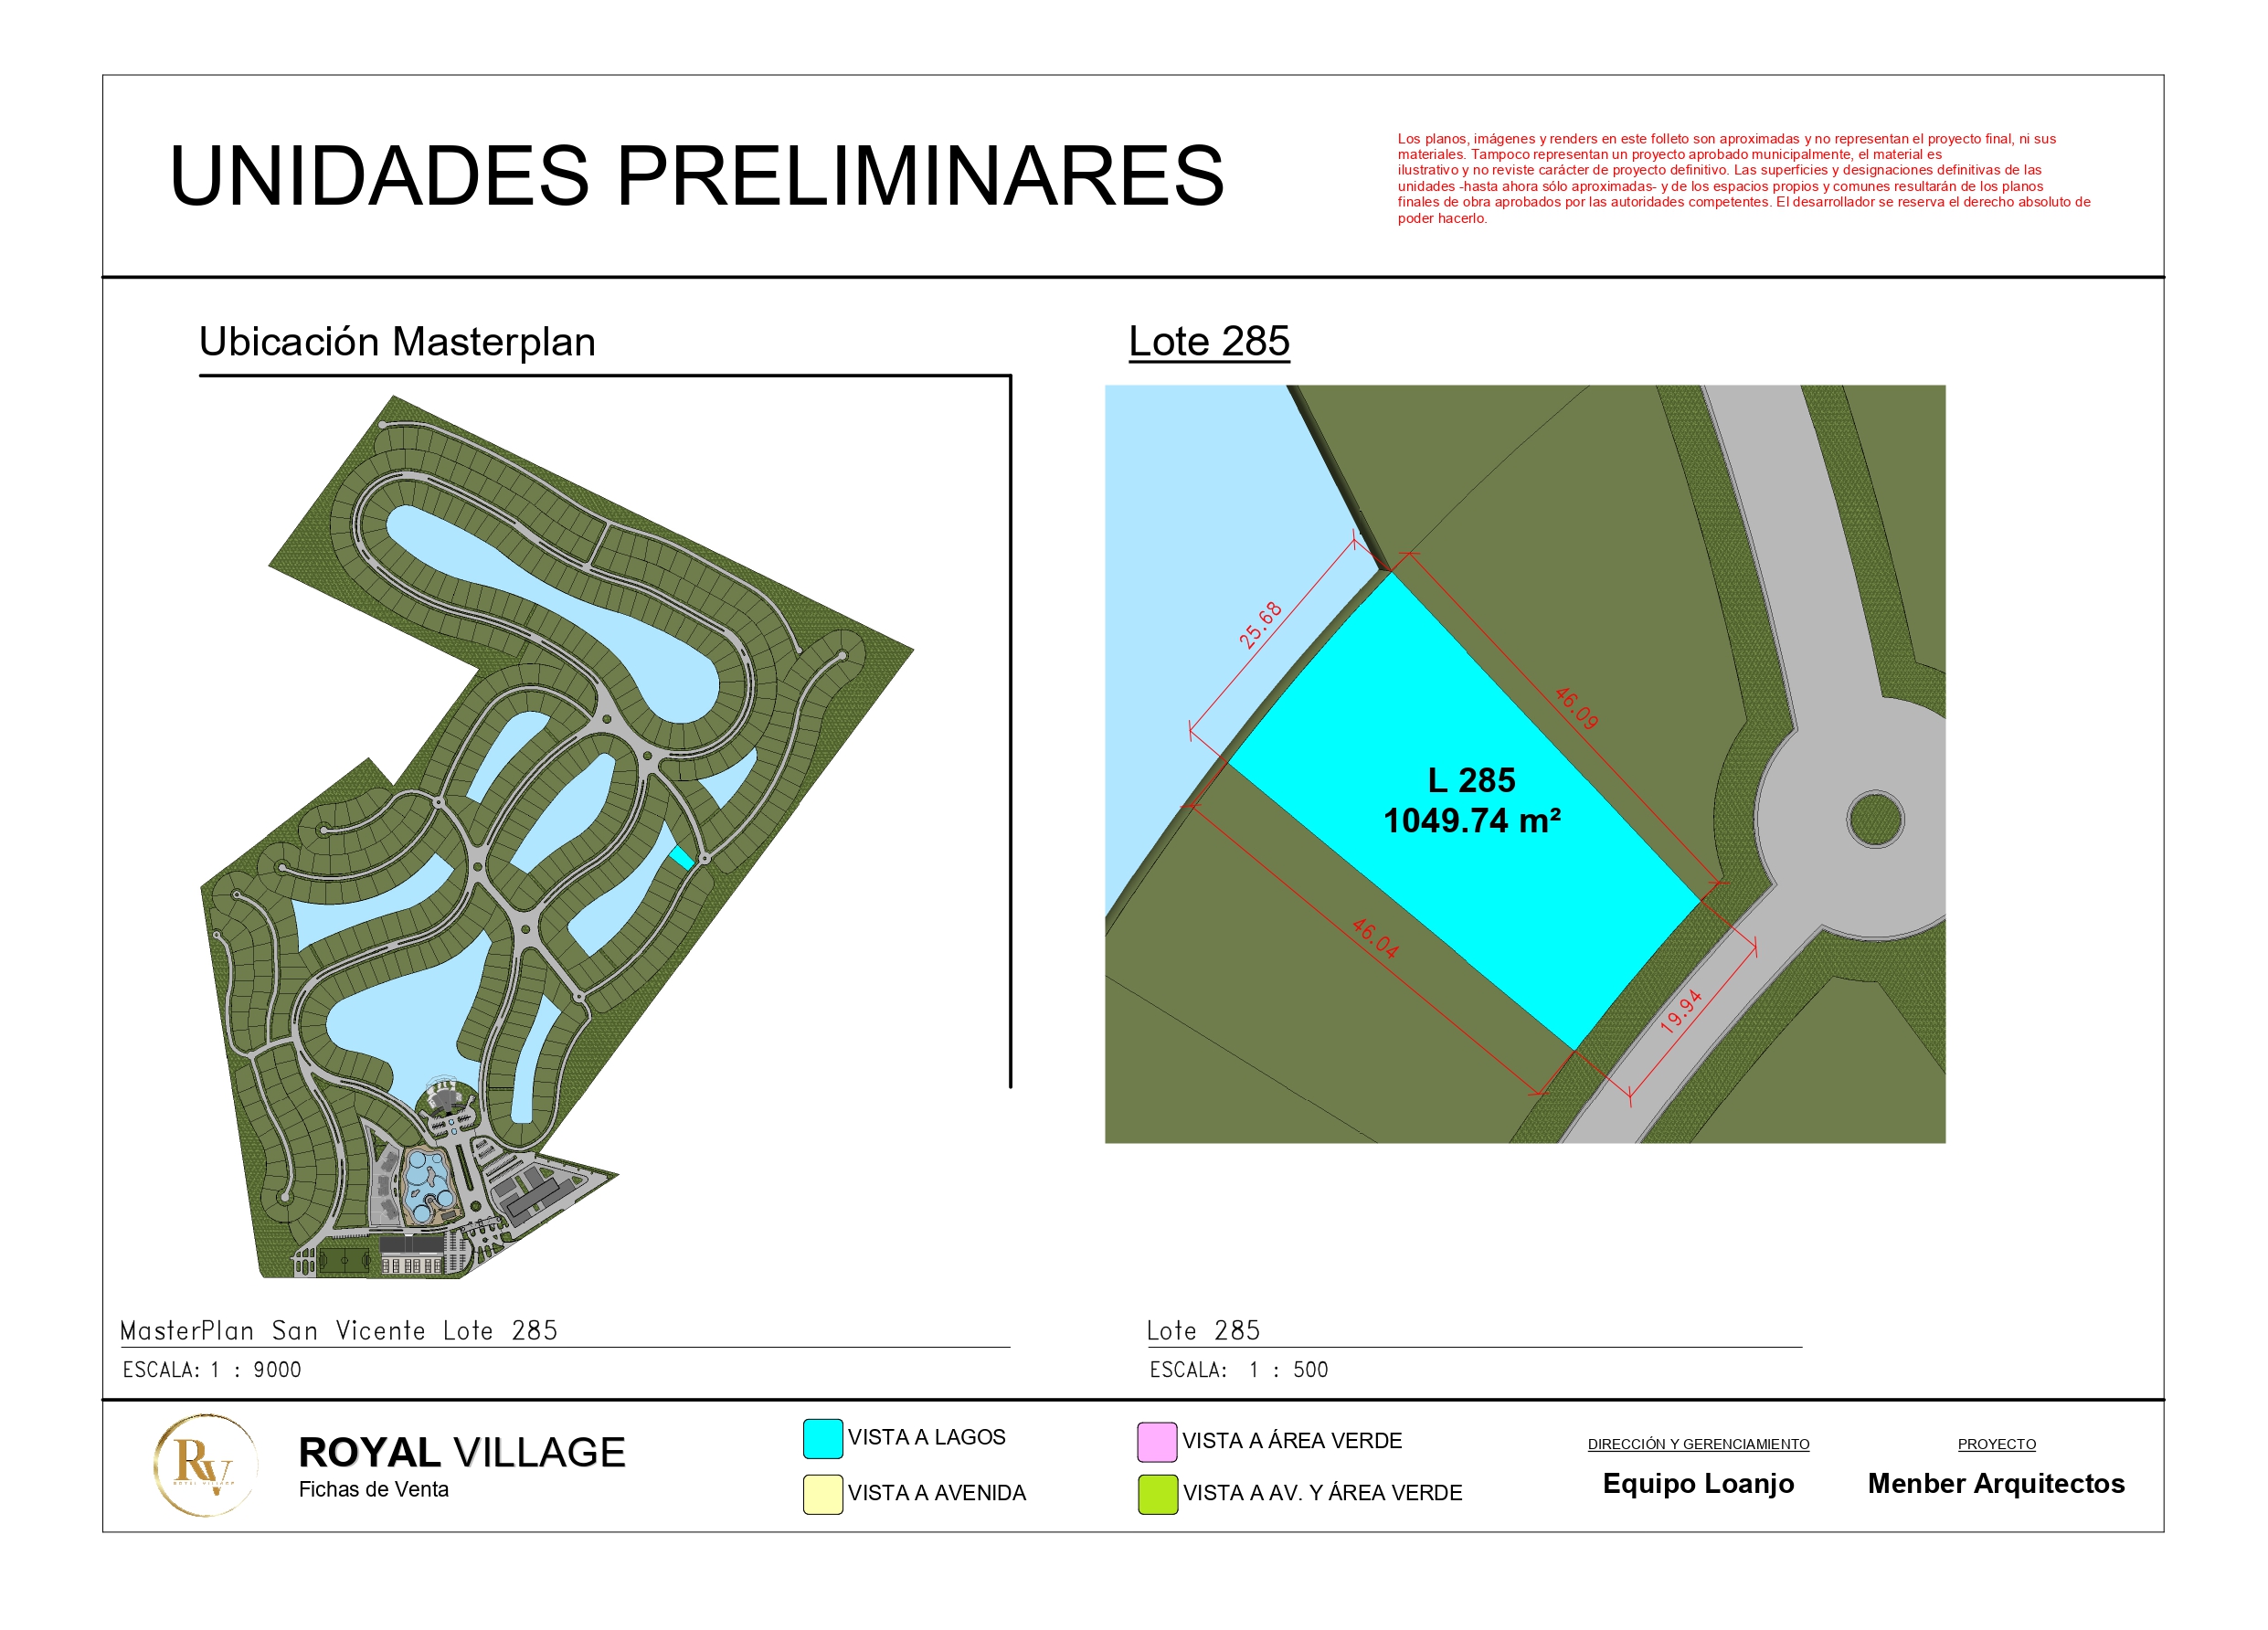 UNIDADES PRELIMINARES
Los planos, imágenes y renders en este folleto son aproximadas y no representan el proyecto final, ni sus
materiales. Tampoco representan un proyecto aprobado municipalmente, el material es
ilustrativo y no reviste carácter de proyecto definitivo. Las superficies y designaciones definitivas de las
unidades -hasta ahora sólo aproximadas- y de los espacios propios y comunes resultarán de los planos
finales de obra aprobados por las autoridades competentes. El desarrollador se reserva el derecho absoluto de
poder hacerlo.
Ubicación Masterplan
Lote 285
25.68
46.09
L 285
1049.74 m²
46.04
19.94
MasterPlan San Vicente Lote 285
ESCALA: 1 : 9000
Lote 285
ESCALA: 1 : 500
RV
ROYAL VILLAGE
ROYAL VILLAGE
Fichas de Venta
VISTA A LAGOS
VISTA A AVENIDA
VISTA A ÁREA VERDE
VISTA A AV. Y ÁREA VERDE
DIRECCIÓN Y GERENCIAMIENTO
Equipo Loanjo
PROYECTO
Menber Arquitectos